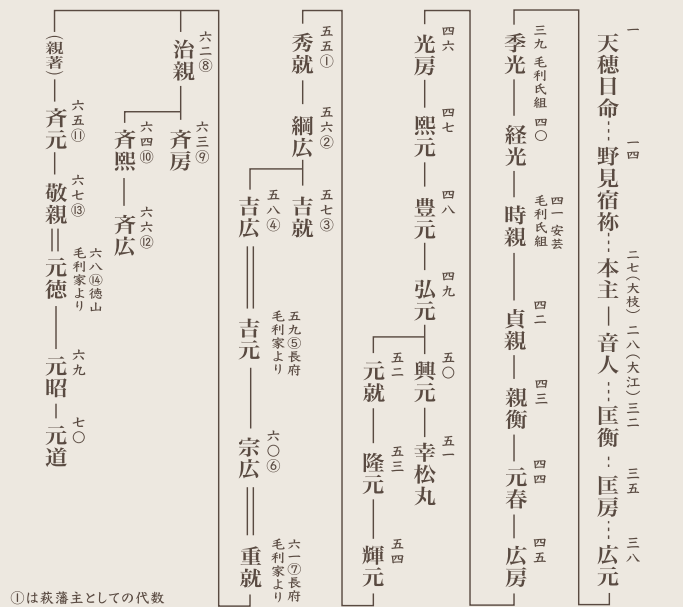 一
天穂日命
一四
野見宿祢
二七(大枝)
本主
二八(大江)
音人
三二
匡衡
三五
匡房
三八
広元
三九 毛利氏組
季光
四〇
経光
四一 安芸
毛利氏組
時親
四二
貞親
四三
親衡
四四
元春
四五
広房
四六
光房
四七
熙元
四八
豊元
四九
弘元
五〇
興元
五一
幸松丸
五二
元就
五三
隆元
五四
輝元
五五①
秀就
五六②
綱広
五七③
吉就
五八④
吉広
五九⑤長府
毛利家より
吉元
六〇⑥
宗広
六一⑦長府
毛利家より
重就
六二⑧
治親
六三⑨
斉房
六四⑩
斉熙
六六⑫
斉広
(親著)
六五⑪
斉元
六七⑬
敬親
六八⑭徳山
毛利家より
元徳
六九
元昭
七〇
元道
①は萩藩主としての代数